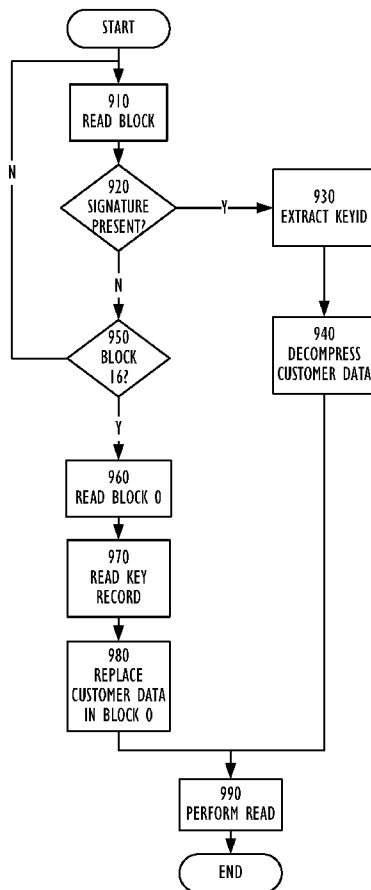 START
910
READ BLOCK
N
920
SIGNATURE
PRESENT?
Y
930
EXTRACT KEYID
N
950
BLOCK
16?
940
DECOMPRESS
CUSTOMER DATA
Y
960
READ BLOCK 0
970
READ KEY
RECORD
980
REPLACE
CUSTOMER DATA
IN BLOCK 0
990
PERFORM READ
END